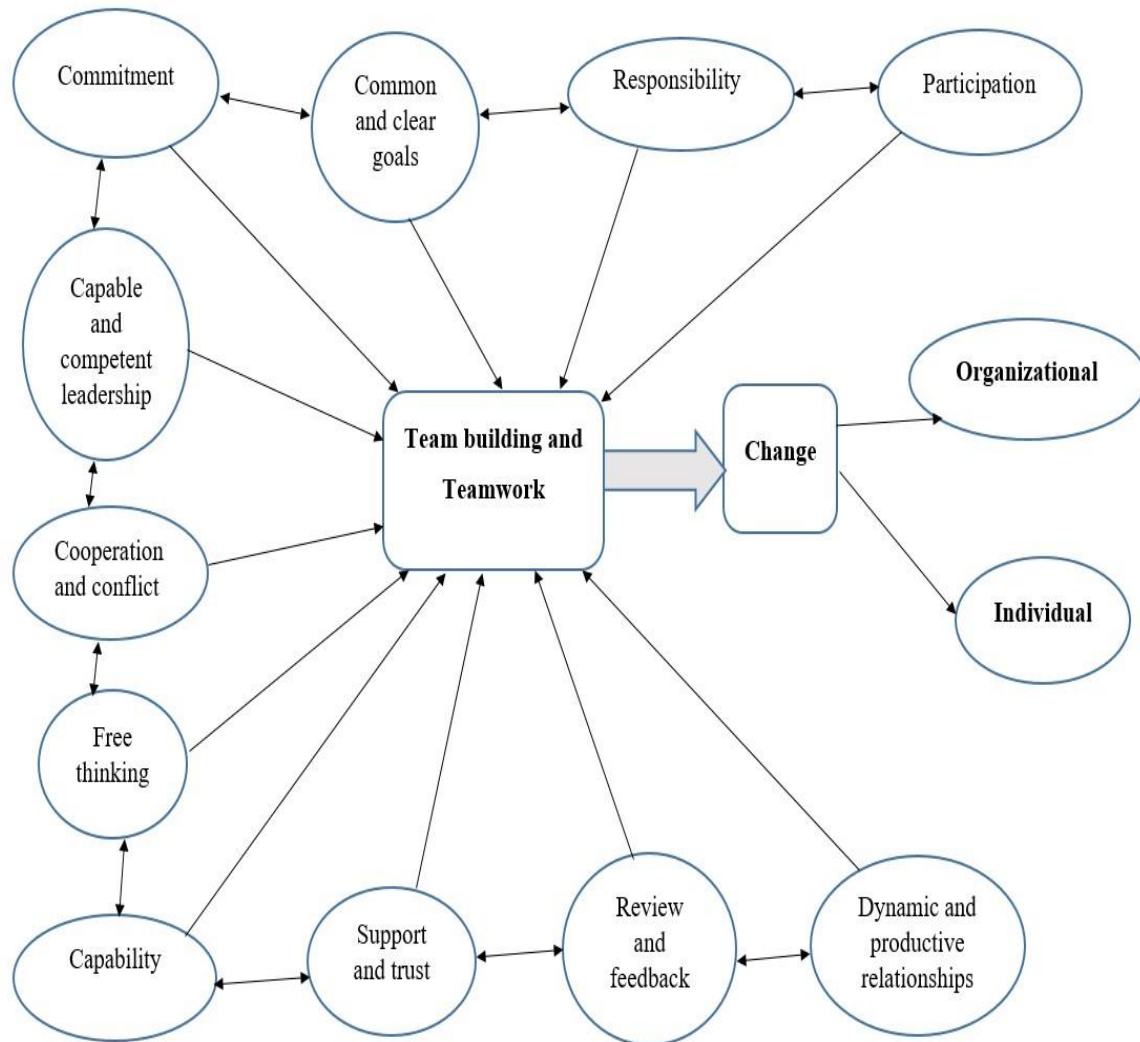 Commitment
Common
and clear
goals
Responsibility
Participation
Capable
and
competent
leadership
Organizational
Team building and
Teamwork
Change
Cooperation
and conflict
Individual
Free
thinking
Capability
Support
and trust
Review
and
feedback
Dynamic and
productive
relationships